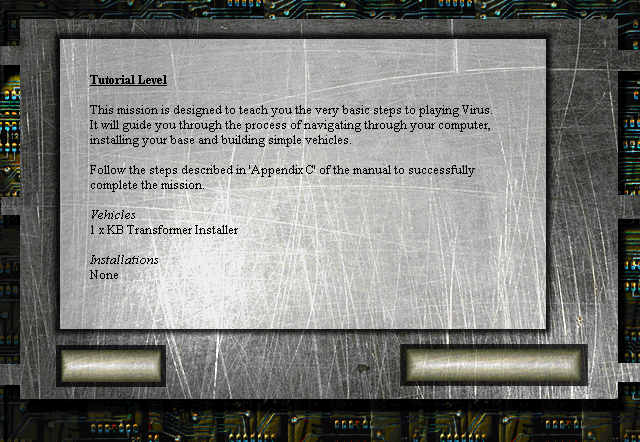 Tutorial Level
This mission is designed to teach you the very basic steps to playing Virus.
It will guide you through the process of navigating through your computer,
installing your base and building simple vehicles.
Follow the steps described in 'Appendix C' of the manual to successfully
complete the mission.
Vehicles
1 x KB Transformer Installer
Installations
None